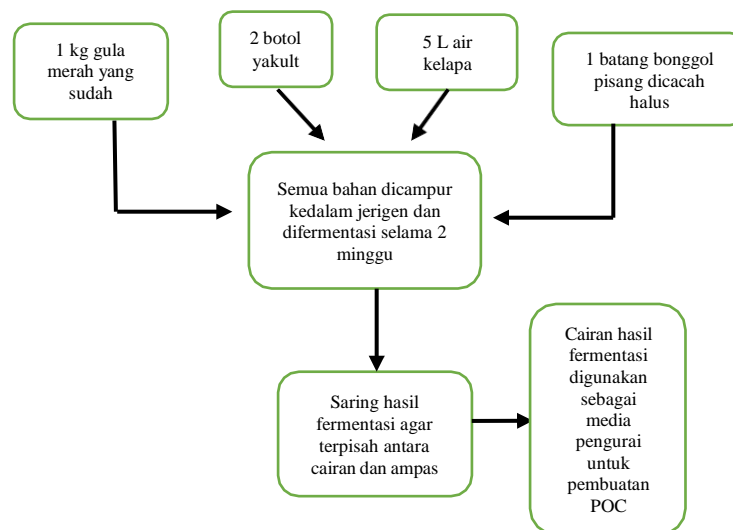 1 kg gula
merah yang
sudah
2 botol
yakult
5 L air
kelapa
1 batang bonggol
pisang dicacah
halus
Semua bahan dicampur
kedalam jerigen dan
difermentasi selama 2
minggu
Saring hasil
fermentasi agar
terpisah antara
cairan dan ampas
Cairan hasil
fermentasi
digunakan
sebagai
media
pengurai
untuk
pembuatan
POC